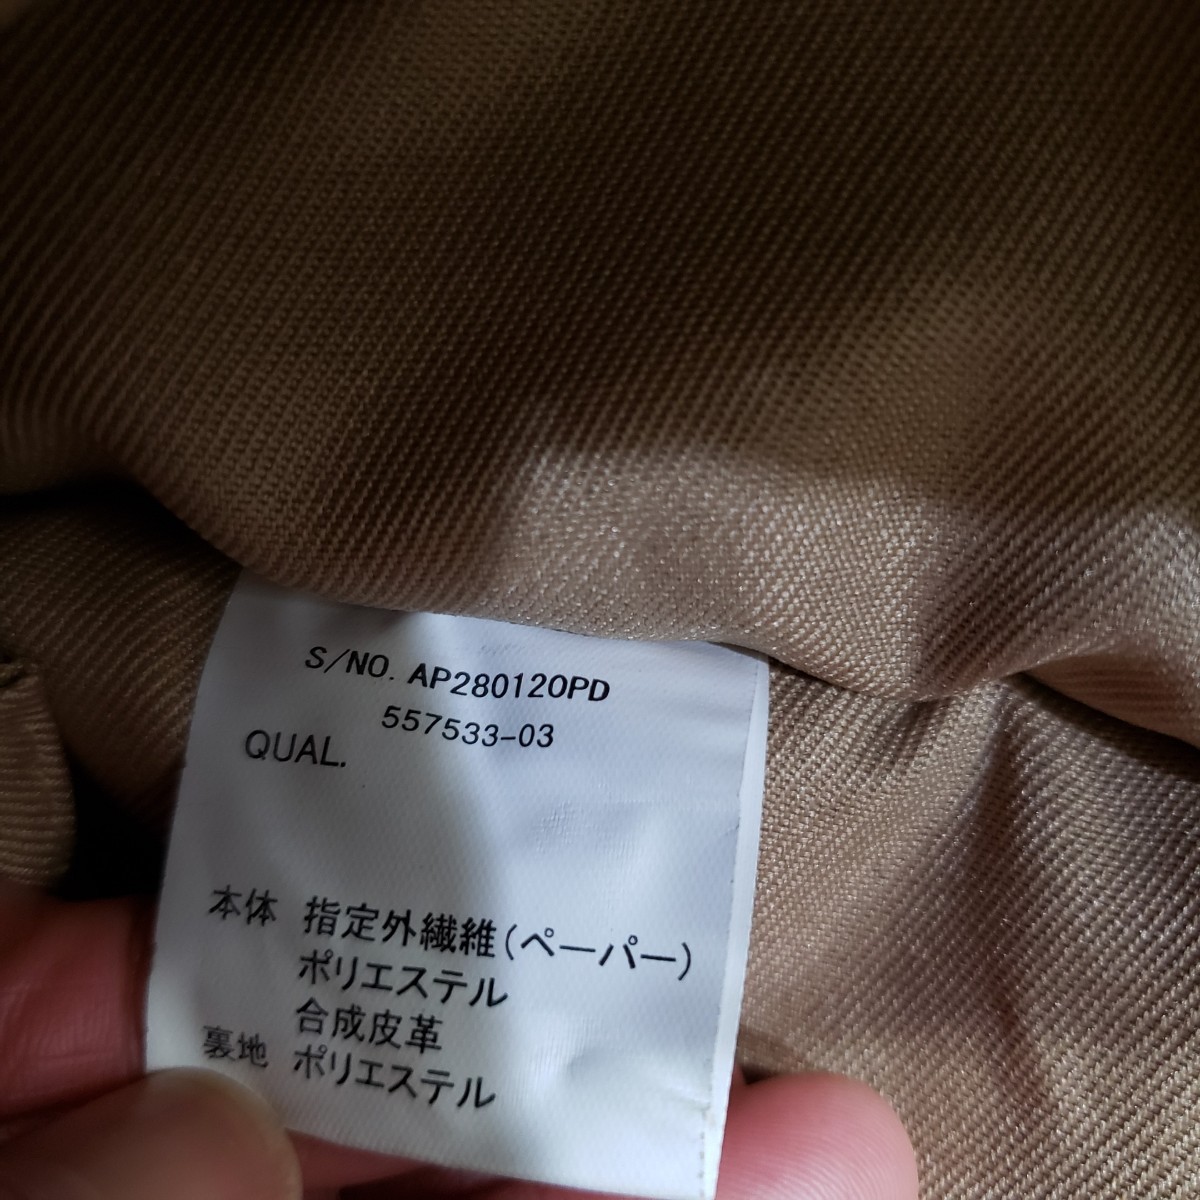 S/NO. AP280120PD
557533-03
QUAL.
本体 指定外繊維(ペーパー)
ポリエステル
合成皮革
裏地 ポリエステル